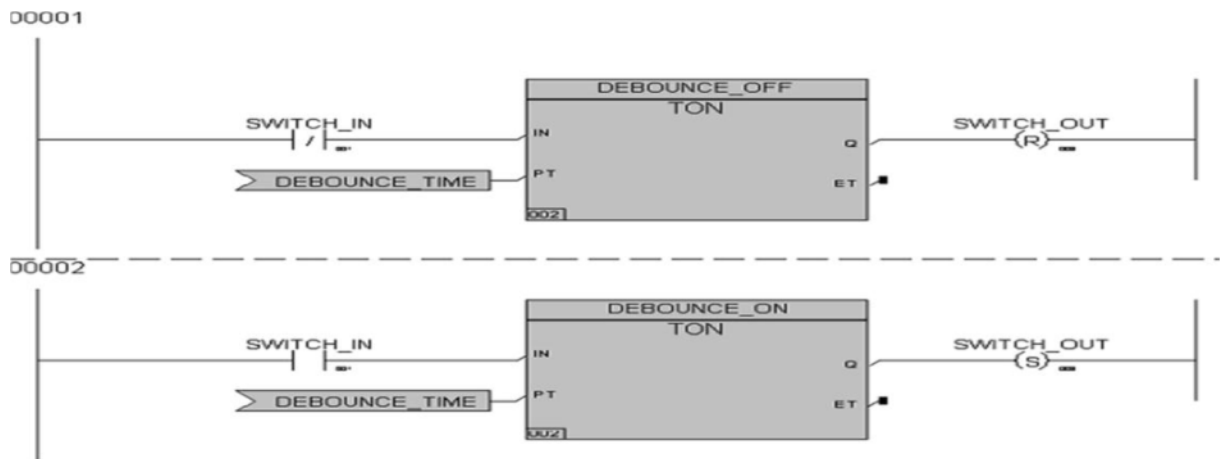 00001
DEBOUNCE_OFF
TON
SWITCH_IN
IN
SWITCH_OUT
Q
(R)
DEBOUNCE_TIME
PT
ET
002
00002
DEBOUNCE_ON
TON
SWITCH_IN
IN
SWITCH_OUT
Q
(S)
DEBOUNCE_TIME
PT
ET
002